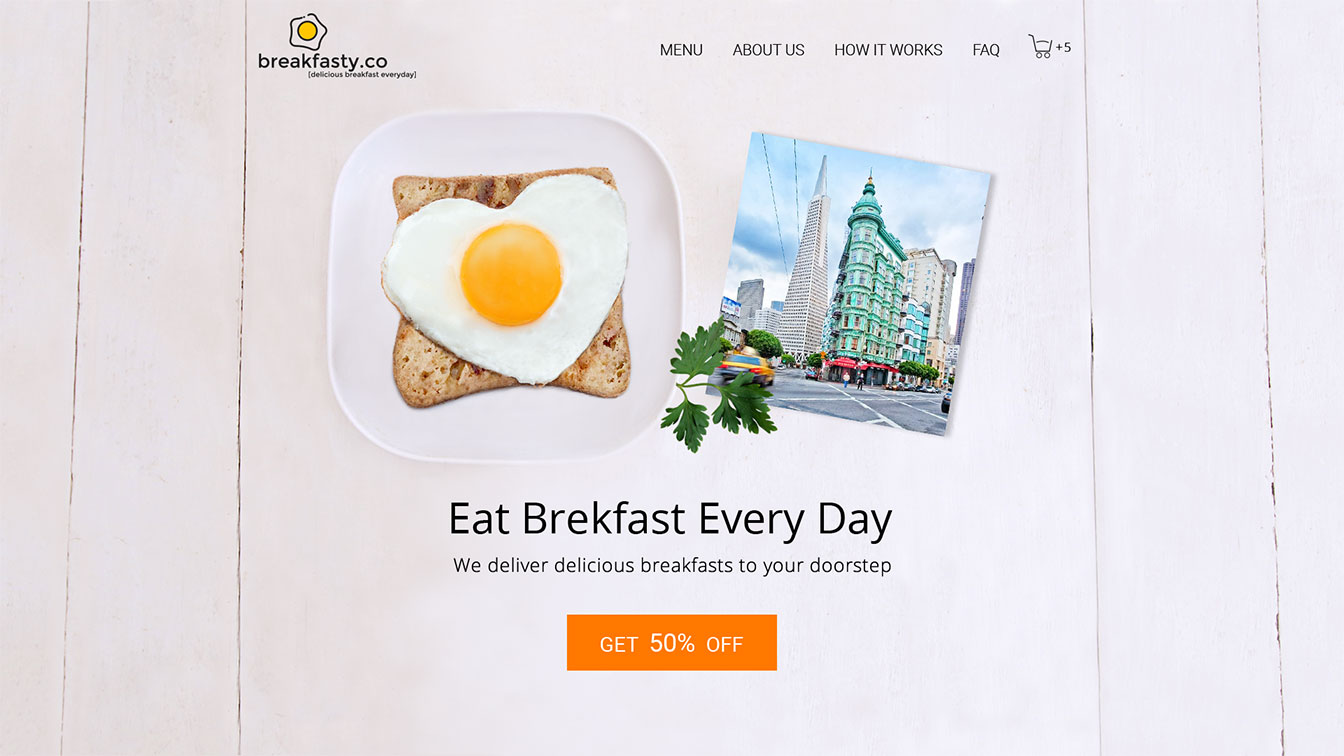 breakfasty.co
[delicious breakfast everyday]
MENU ABOUT US HOW IT WORKS FAQ +5
Eat Brekfast Every Day
We deliver delicious breakfasts to your doorstep
GET 50% OFF